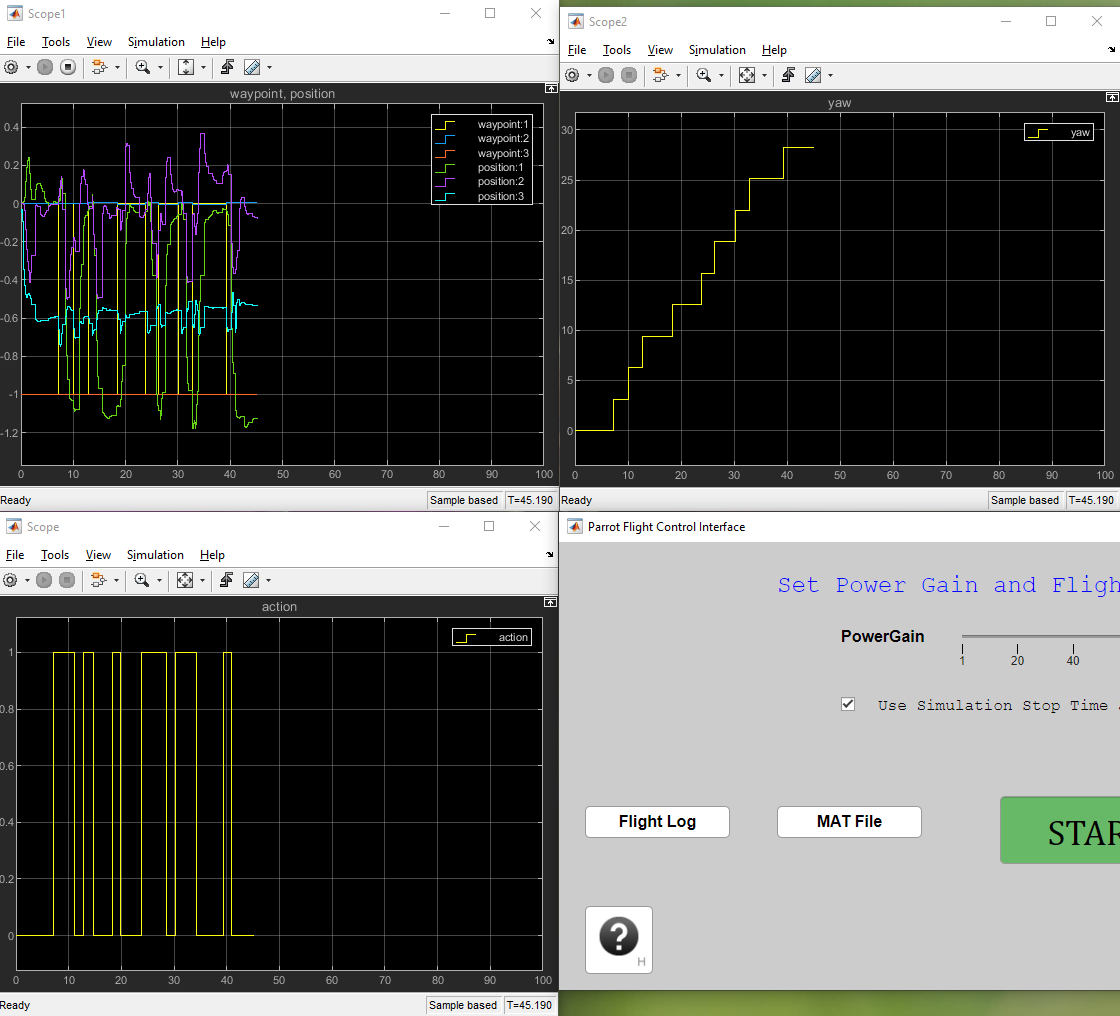 Scope1
File Tools View Simulation Help
waypoint, position
0.4
0.2
0
-0.2
-0.4
-0.6
-0.8
-1
-1.2
waypoint:1
waypoint:2
waypoint:3
position:1
position:2
position:3
0 10 20 30 40 50 60 70 80 90 100
Ready Sample based T=45.190
Scope2
File Tools View Simulation Help
yaw
30
25
20
15
10
5
0
yaw
0 10 20 30 40 50 60 70 80 90 100
Ready Sample based T=45.190
Scope
File Tools View Simulation Help
action
1
0.8
0.6
0.4
0.2
0
action
0 10 20 30 40 50 60 70 80 90 100
Ready Sample based T=45.190
Parrot Flight Control Interface
Set Power Gain and Fligh
PowerGain
1 20 40
Use Simulation Stop Time
Flight Log MAT File STAR
?
H